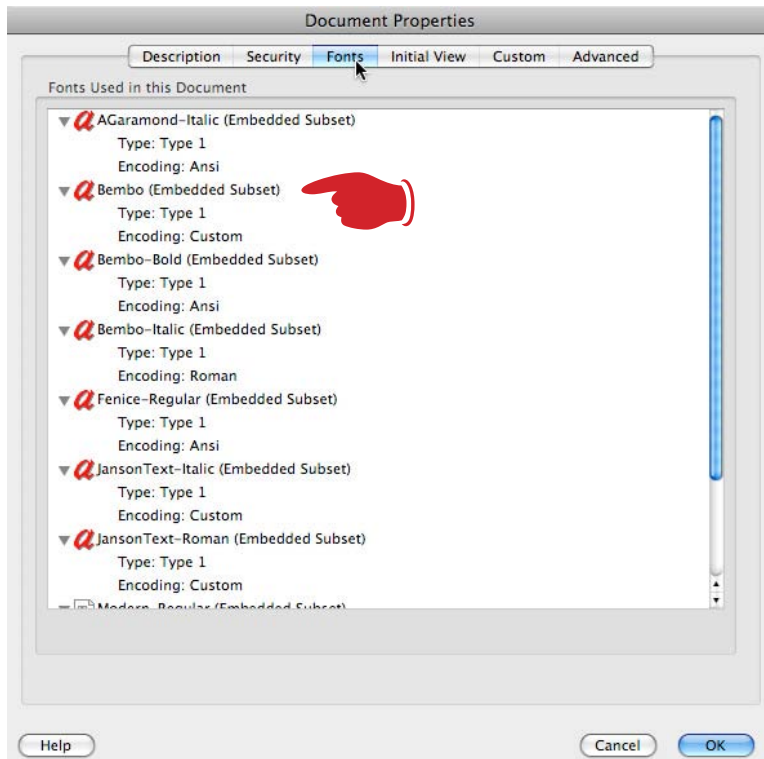 Document Properties
Description Security Fonts Initial View Custom Advanced
Fonts Used in this Document
AGaramond-Italic (Embedded Subset)
Type: Type 1
Encoding: Ansi
Bembo (Embedded Subset)
Type: Type 1
Encoding: Custom
Bembo-Bold (Embedded Subset)
Type: Type 1
Encoding: Ansi
Bembo-Italic (Embedded Subset)
Type: Type 1
Encoding: Roman
Fenice-Regular (Embedded Subset)
Type: Type 1
Encoding: Ansi
JansonText-Italic (Embedded Subset)
Type: Type 1
Encoding: Custom
JansonText-Roman (Embedded Subset)
Type: Type 1
Encoding: Custom
Modern-Regular (Embedded Subset)
Help Cancel OK